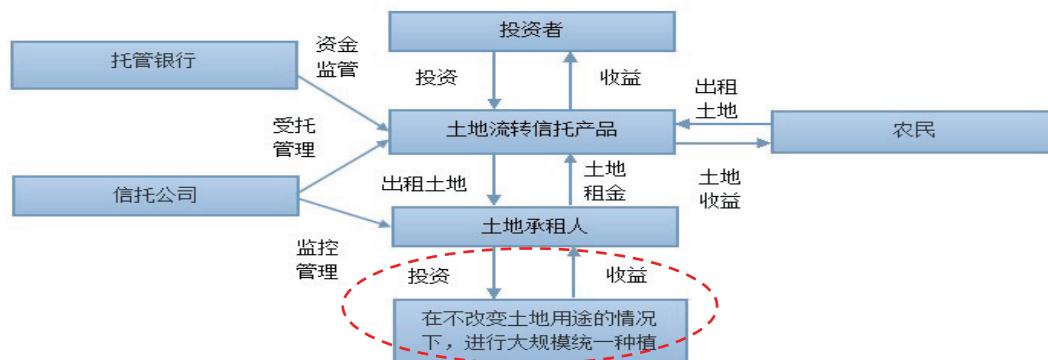 投资者
托管银行
资金
监管
投资
收益
出租
土地
受托
管理
土地流转信托产品
农民
信托公司
出租土地
土地
租金
土地
收益
土地承租人
监控
管理
投资
收益
在不改变土地用途的情况
下，进行大规模统一种植